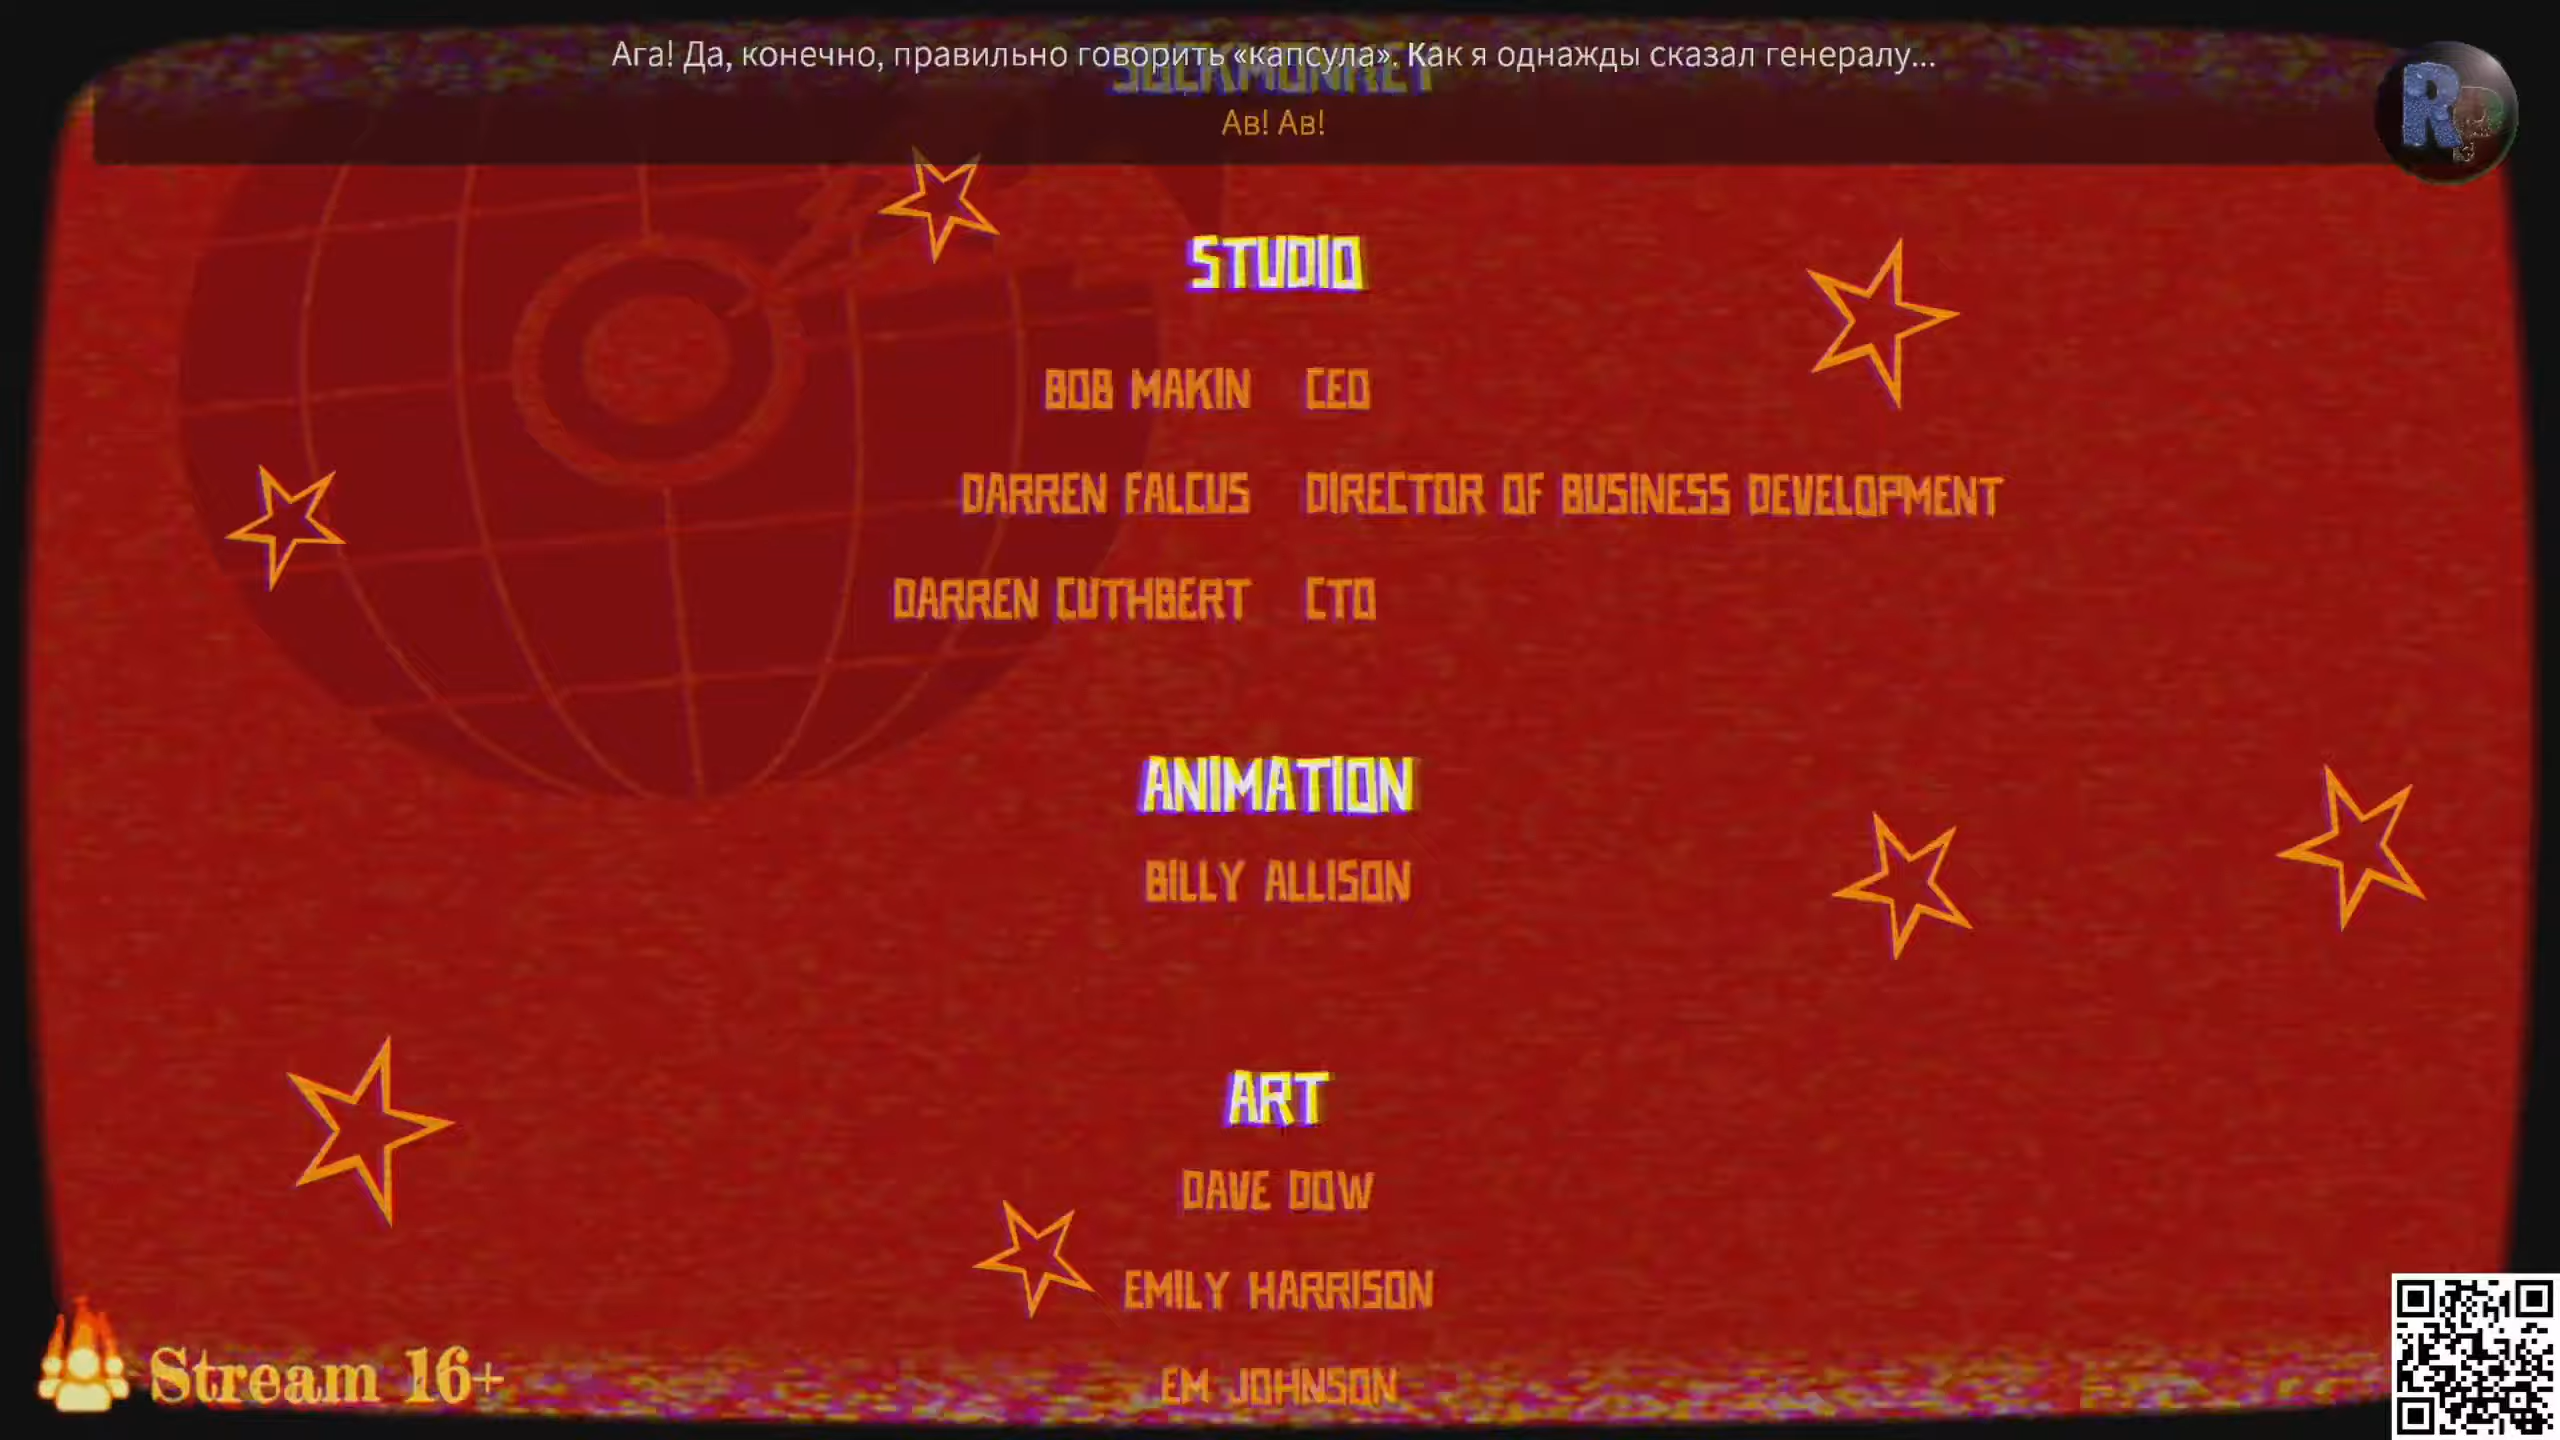 Ага! Да, конечно, правильно говорить «капсула». Как я однажды сказал генералу...
SOCKMONKEY
Ав! Ав!
STUDIO
BOB MAKIN CEO
DARREN FALCUS DIRECTOR OF BUSINESS DEVELOPMENT
DARREN CUTHBERT CTO
ANIMATION
BILLY ALLISON
ART
DAVE DOW
EMILY HARRISON
EM JOHNSON
Stream 16+